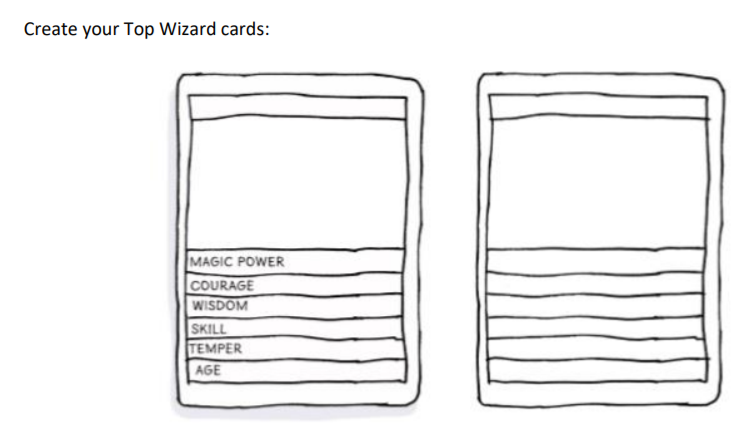 Create your Top Wizard cards:
MAGIC POWER
COURAGE
WISDOM
SKILL
TEMPER
AGE